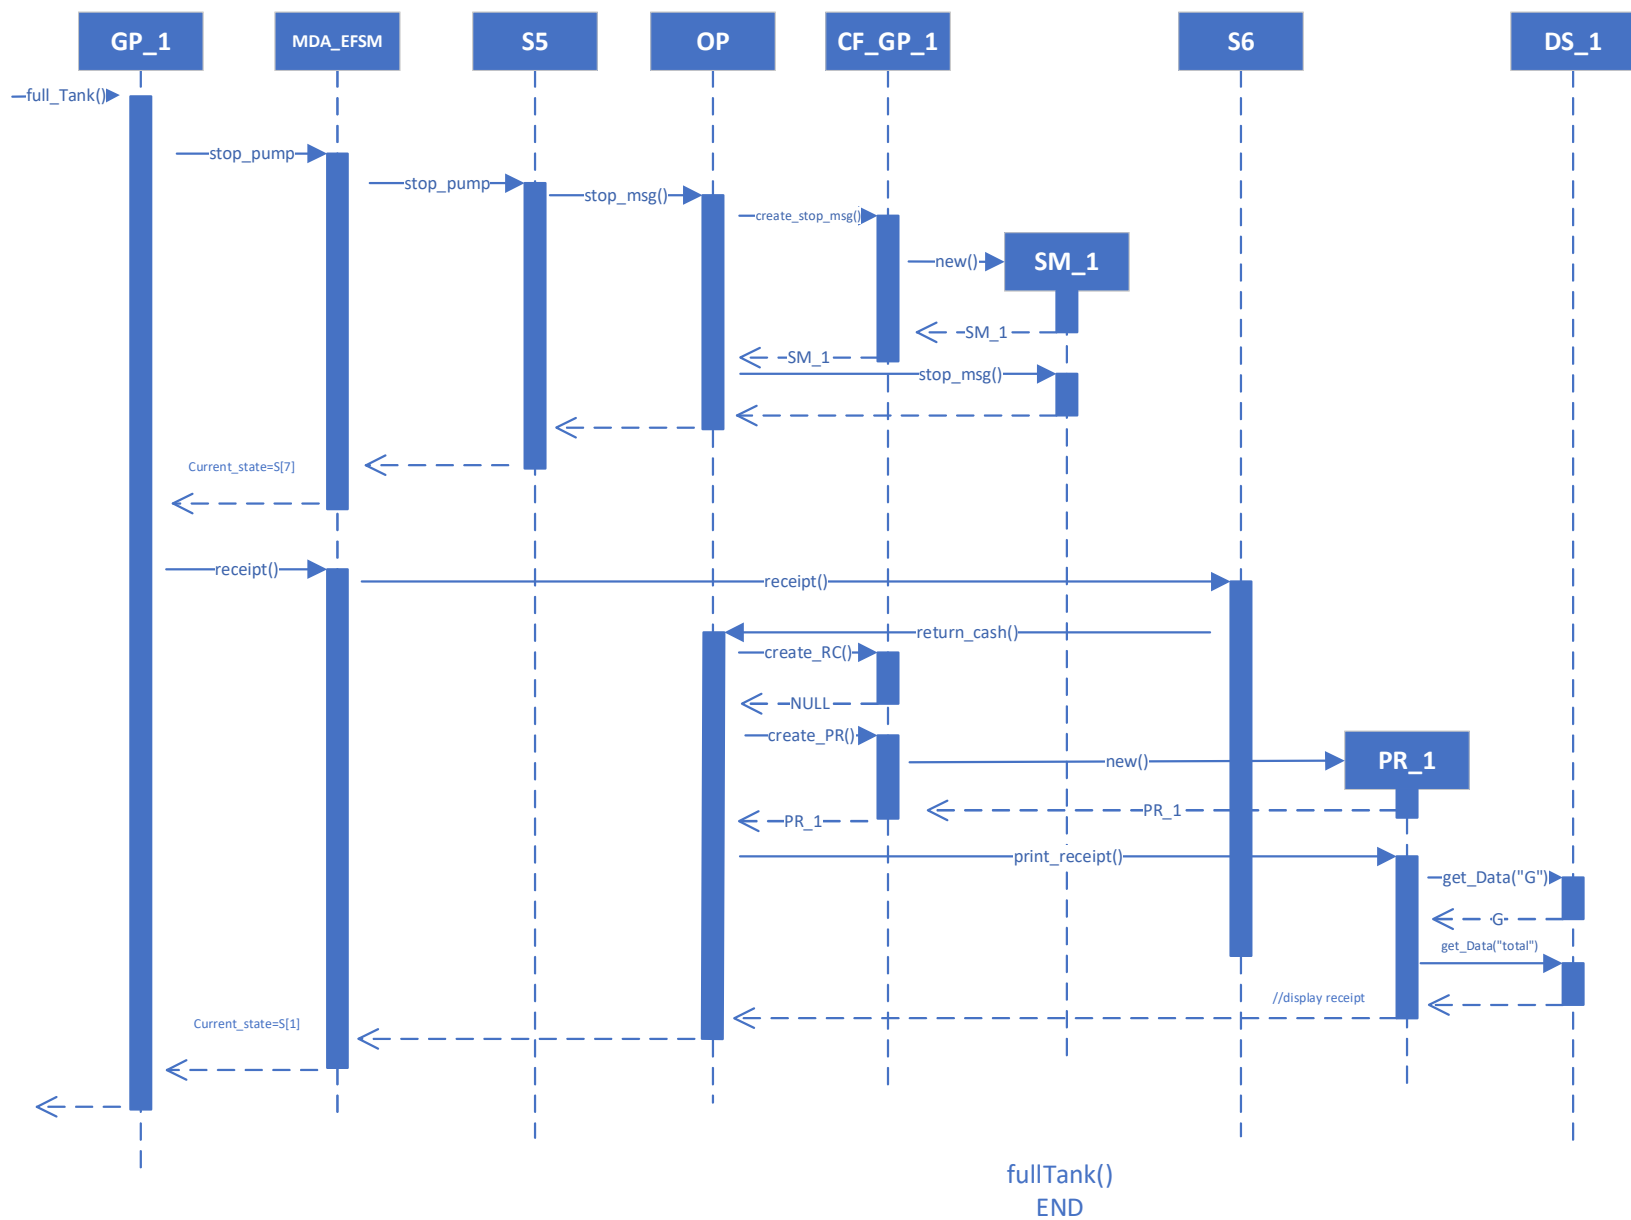 GP_1
MDA_EFSM
S5
OP
CF_GP_1
S6
DS_1
full_Tank()
stop_pump
stop_pump
stop_msg()
create_stop_msg()
new()
SM_1
SM_1
SM_1
stop_msg()
Current_state=S[7]
receipt()
receipt()
return_cash()
create_RC()
NULL
create_PR()
new()
PR_1
PR_1
PR_1
print_receipt()
get_Data("G")
G
get_Data("total")
//display receipt
Current_state=S[1]
fullTank()
END